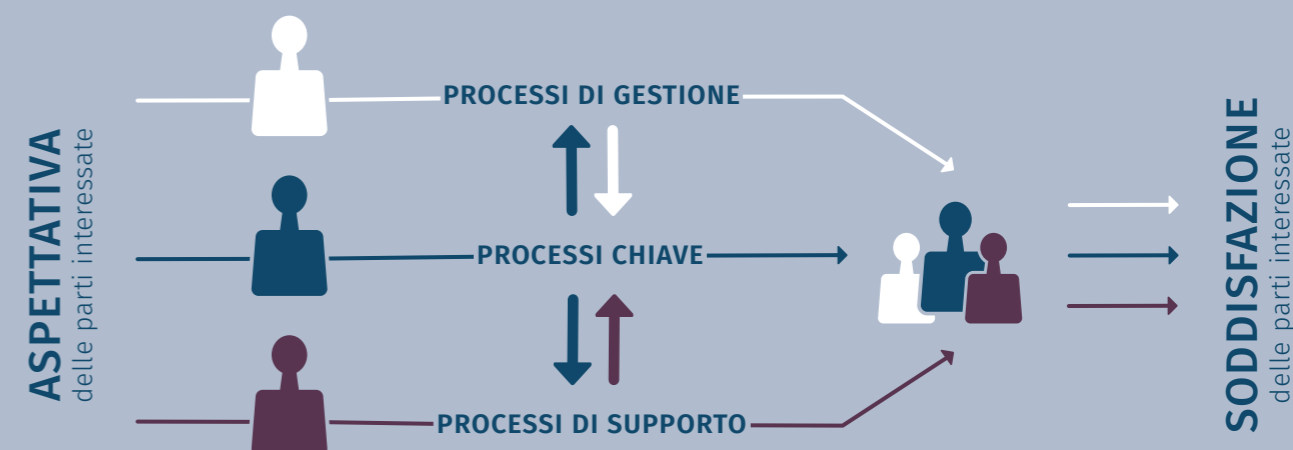 ASPETTATIVA
delle parti interessate
PROCESSI DI GESTIONE
PROCESSI CHIAVE
PROCESSI DI SUPPORTO
SODDISFAZIONE
delle parti interessate